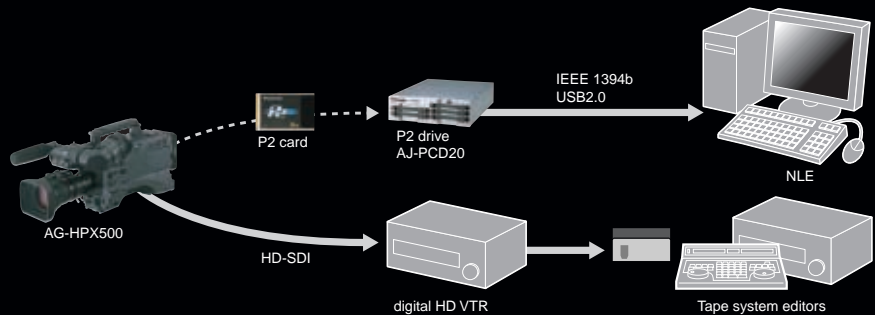 IEEE 1394b
USB2.0
P2
P2 card
P2 drive
AJ-PCD20
NLE
AG-HPX500
HD-SDI
digital HD VTR
Tape system editors